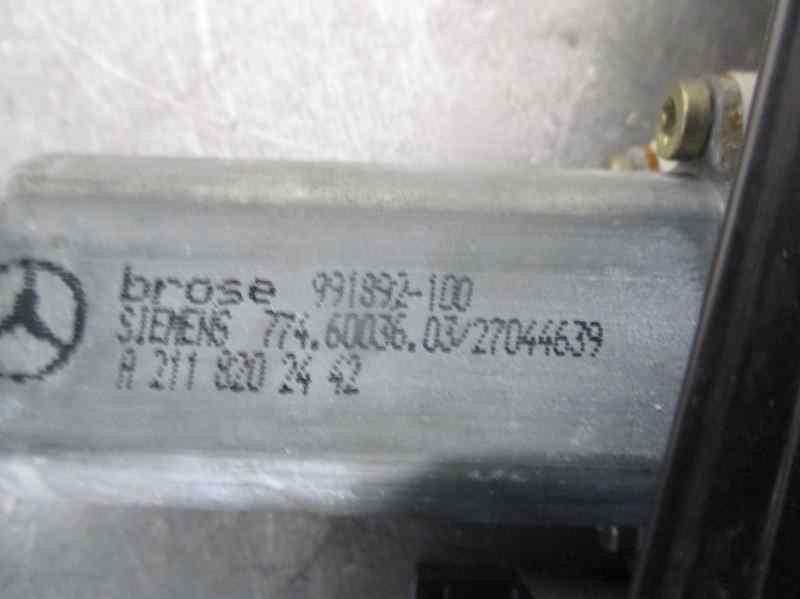 brose 991892-100
SIEMENS 774.60036.03/27044639
A 211 820 24 42